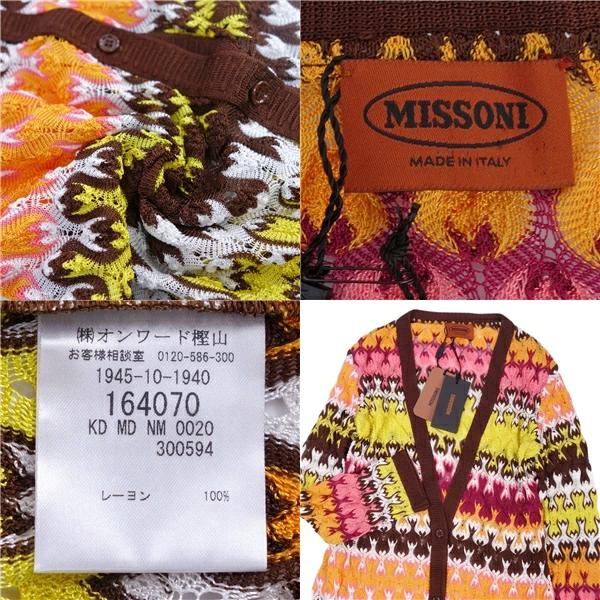 MISSONI
MADE IN ITALY
㈱オンワード樫山
お客様相談室 0120-586-300
1945-10-1940
164070
KD MD NM 0020
300594
レーヨン 100%
MISSONI